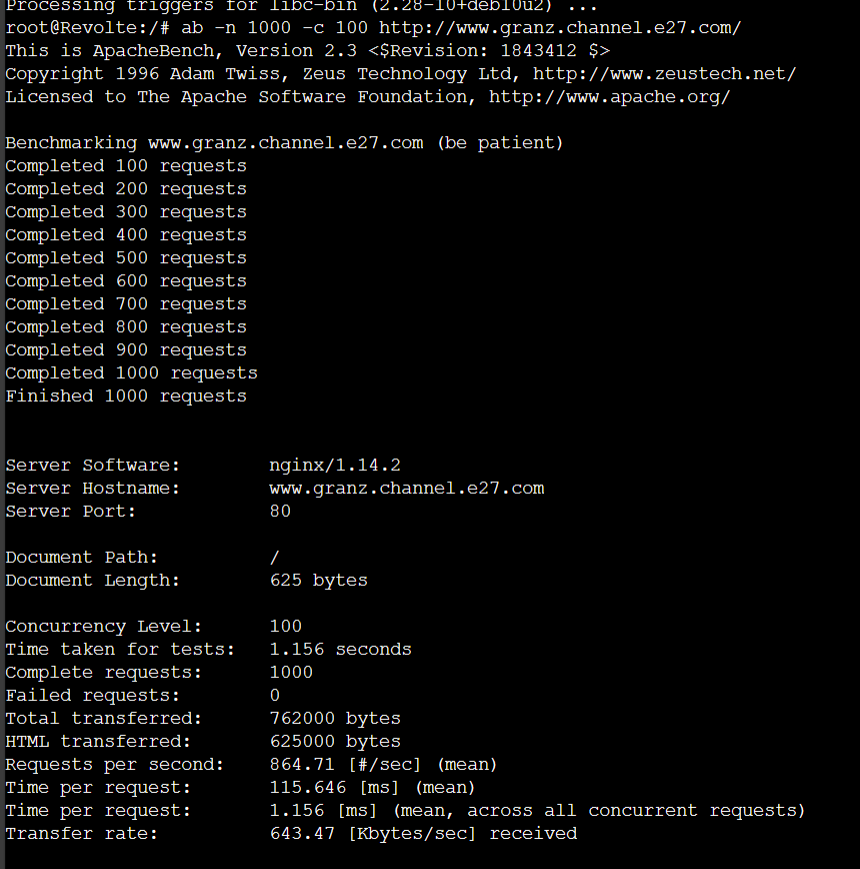 Processing triggers for libc-bin (2.28-10+deb10u2) ...
root@Revolte:/# ab -n 1000 -c 100 http://www.granz.channel.e27.com/
This is ApacheBench, Version 2.3 <$Revision: 1843412 $>
Copyright 1996 Adam Twiss, Zeus Technology Ltd, http://www.zeustech.net/
Licensed to The Apache Software Foundation, http://www.apache.org/

Benchmarking www.granz.channel.e27.com (be patient)
Completed 100 requests
Completed 200 requests
Completed 300 requests
Completed 400 requests
Completed 500 requests
Completed 600 requests
Completed 700 requests
Completed 800 requests
Completed 900 requests
Completed 1000 requests
Finished 1000 requests


Server Software:        nginx/1.14.2
Server Hostname:        www.granz.channel.e27.com
Server Port:            80

Document Path:          /
Document Length:        625 bytes

Concurrency Level:      100
Time taken for tests:   1.156 seconds
Complete requests:      1000
Failed requests:        0
Total transferred:      762000 bytes
HTML transferred:       625000 bytes
Requests per second:    864.71 [#/sec] (mean)
Time per request:       115.646 [ms] (mean)
Time per request:       1.156 [ms] (mean, across all concurrent requests)
Transfer rate:          643.47 [Kbytes/sec] received